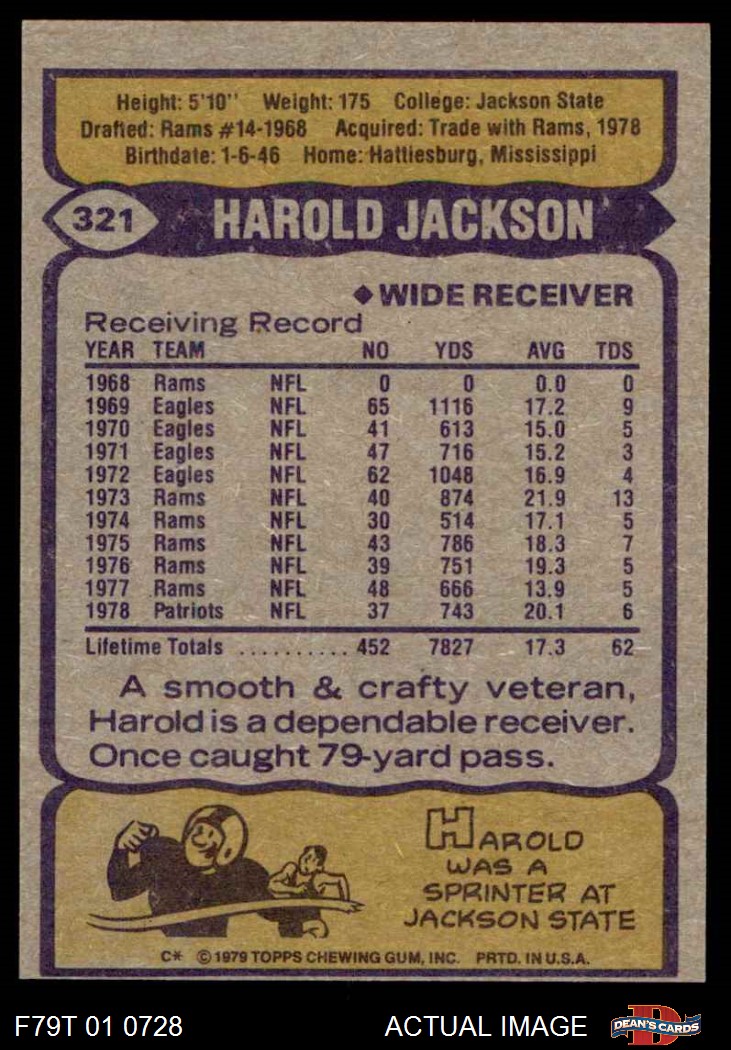 Height: 5'10'' Weight: 175 College: Jackson State
Drafted: Rams #14-1968 Acquired: Trade with Rams, 1978
Birthdate: 1-6-46 Home: Hattiesburg, Mississippi
321 HAROLD JACKSON
◆ WIDE RECEIVER
Receiving Record
YEAR TEAM NO YDS AVG TDS
1968 Rams NFL 0 0 0.0 0
1969 Eagles NFL 65 1116 17.2 9
1970 Eagles NFL 41 613 15.0 5
1971 Eagles NFL 47 716 15.2 3
1972 Eagles NFL 62 1048 16.9 4
1973 Rams NFL 40 874 21.9 13
1974 Rams NFL 30 514 17.1 5
1975 Rams NFL 43 786 18.3 7
1976 Rams NFL 39 751 19.3 5
1977 Rams NFL 48 666 13.9 5
1978 Patriots NFL 37 743 20.1 6
Lifetime Totals .......... 452 7827 17.3 62
A smooth & crafty veteran,
Harold is a dependable receiver.
Once caught 79-yard pass.
HAROLD
WAS A
SPRINTER AT
JACKSON STATE
C* © 1979 TOPPS CHEWING GUM, INC. PRTD. IN U.S.A.
F79T 01 0728 ACTUAL IMAGE D DEAN'S CARDS